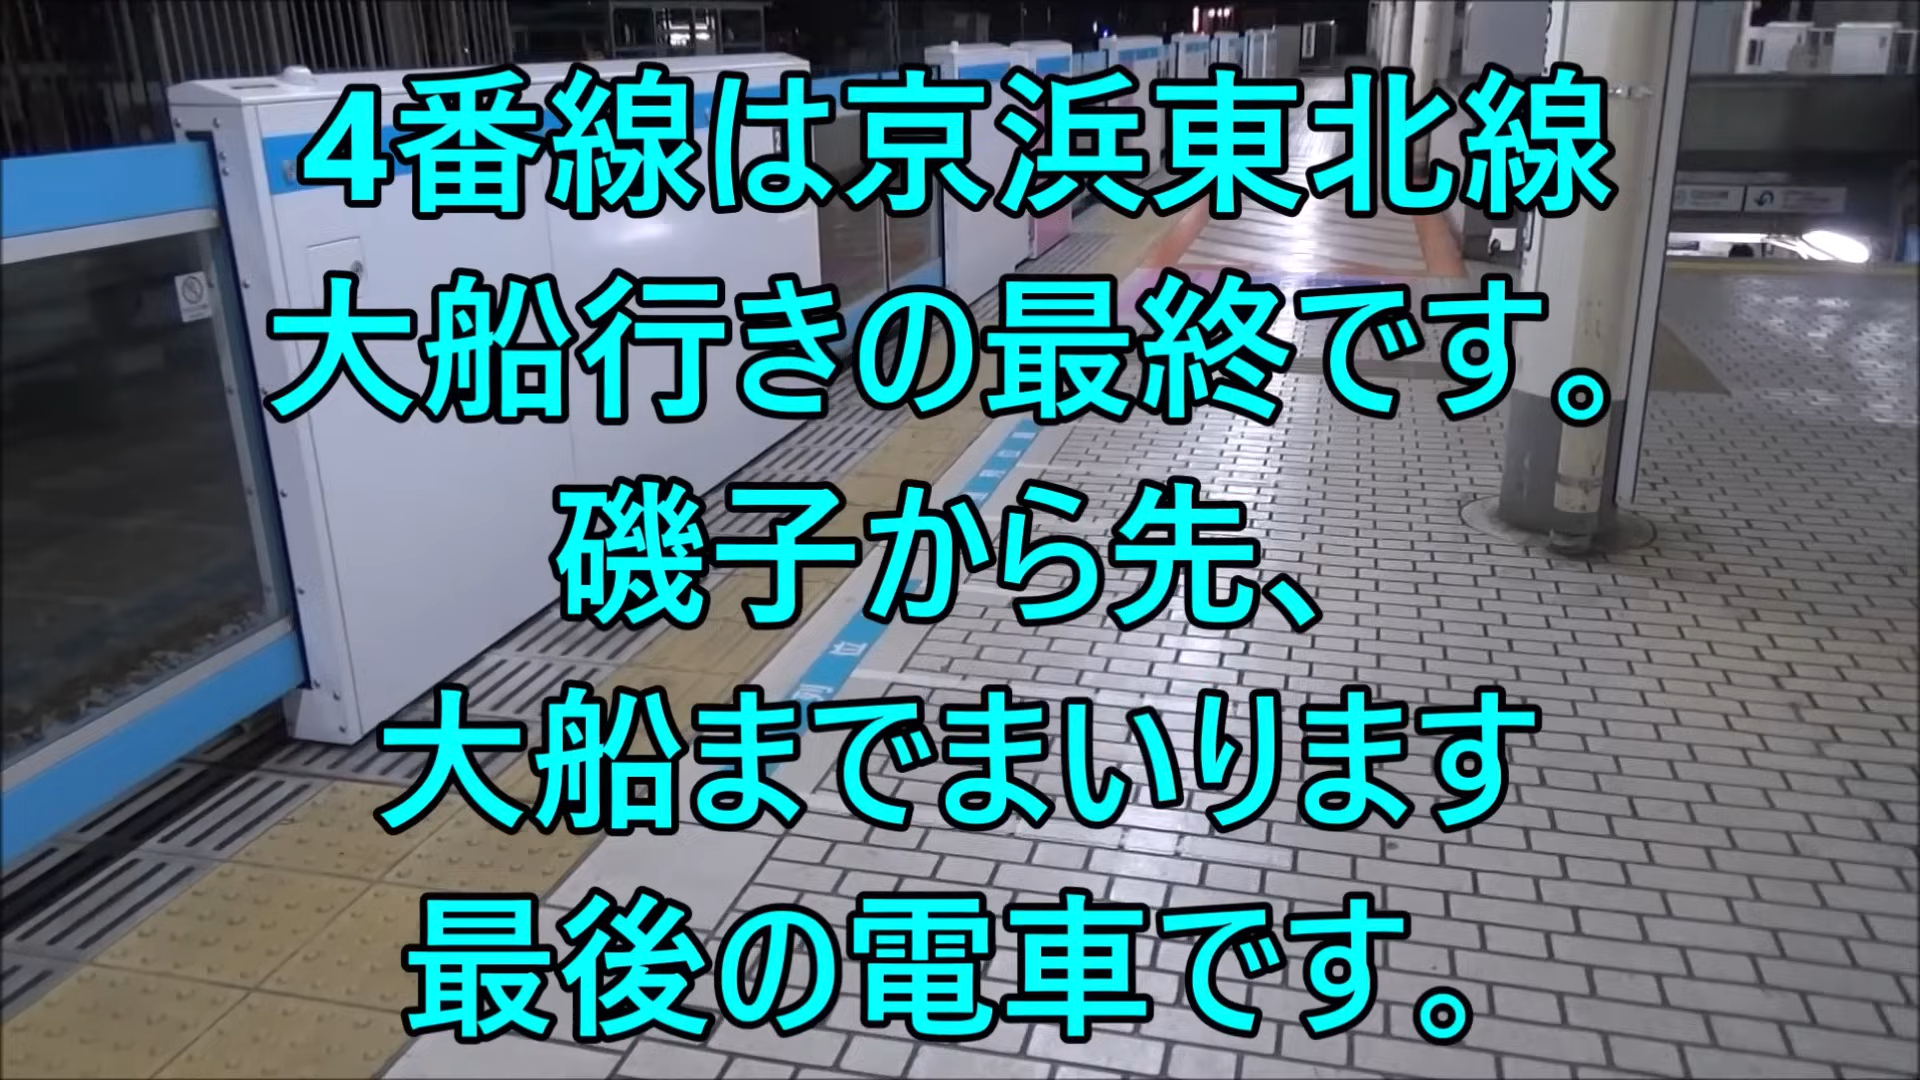 4番線は京浜東北線
大船行きの最終です。
磯子から先、
大船までまいります
最後の電車です。
列 位